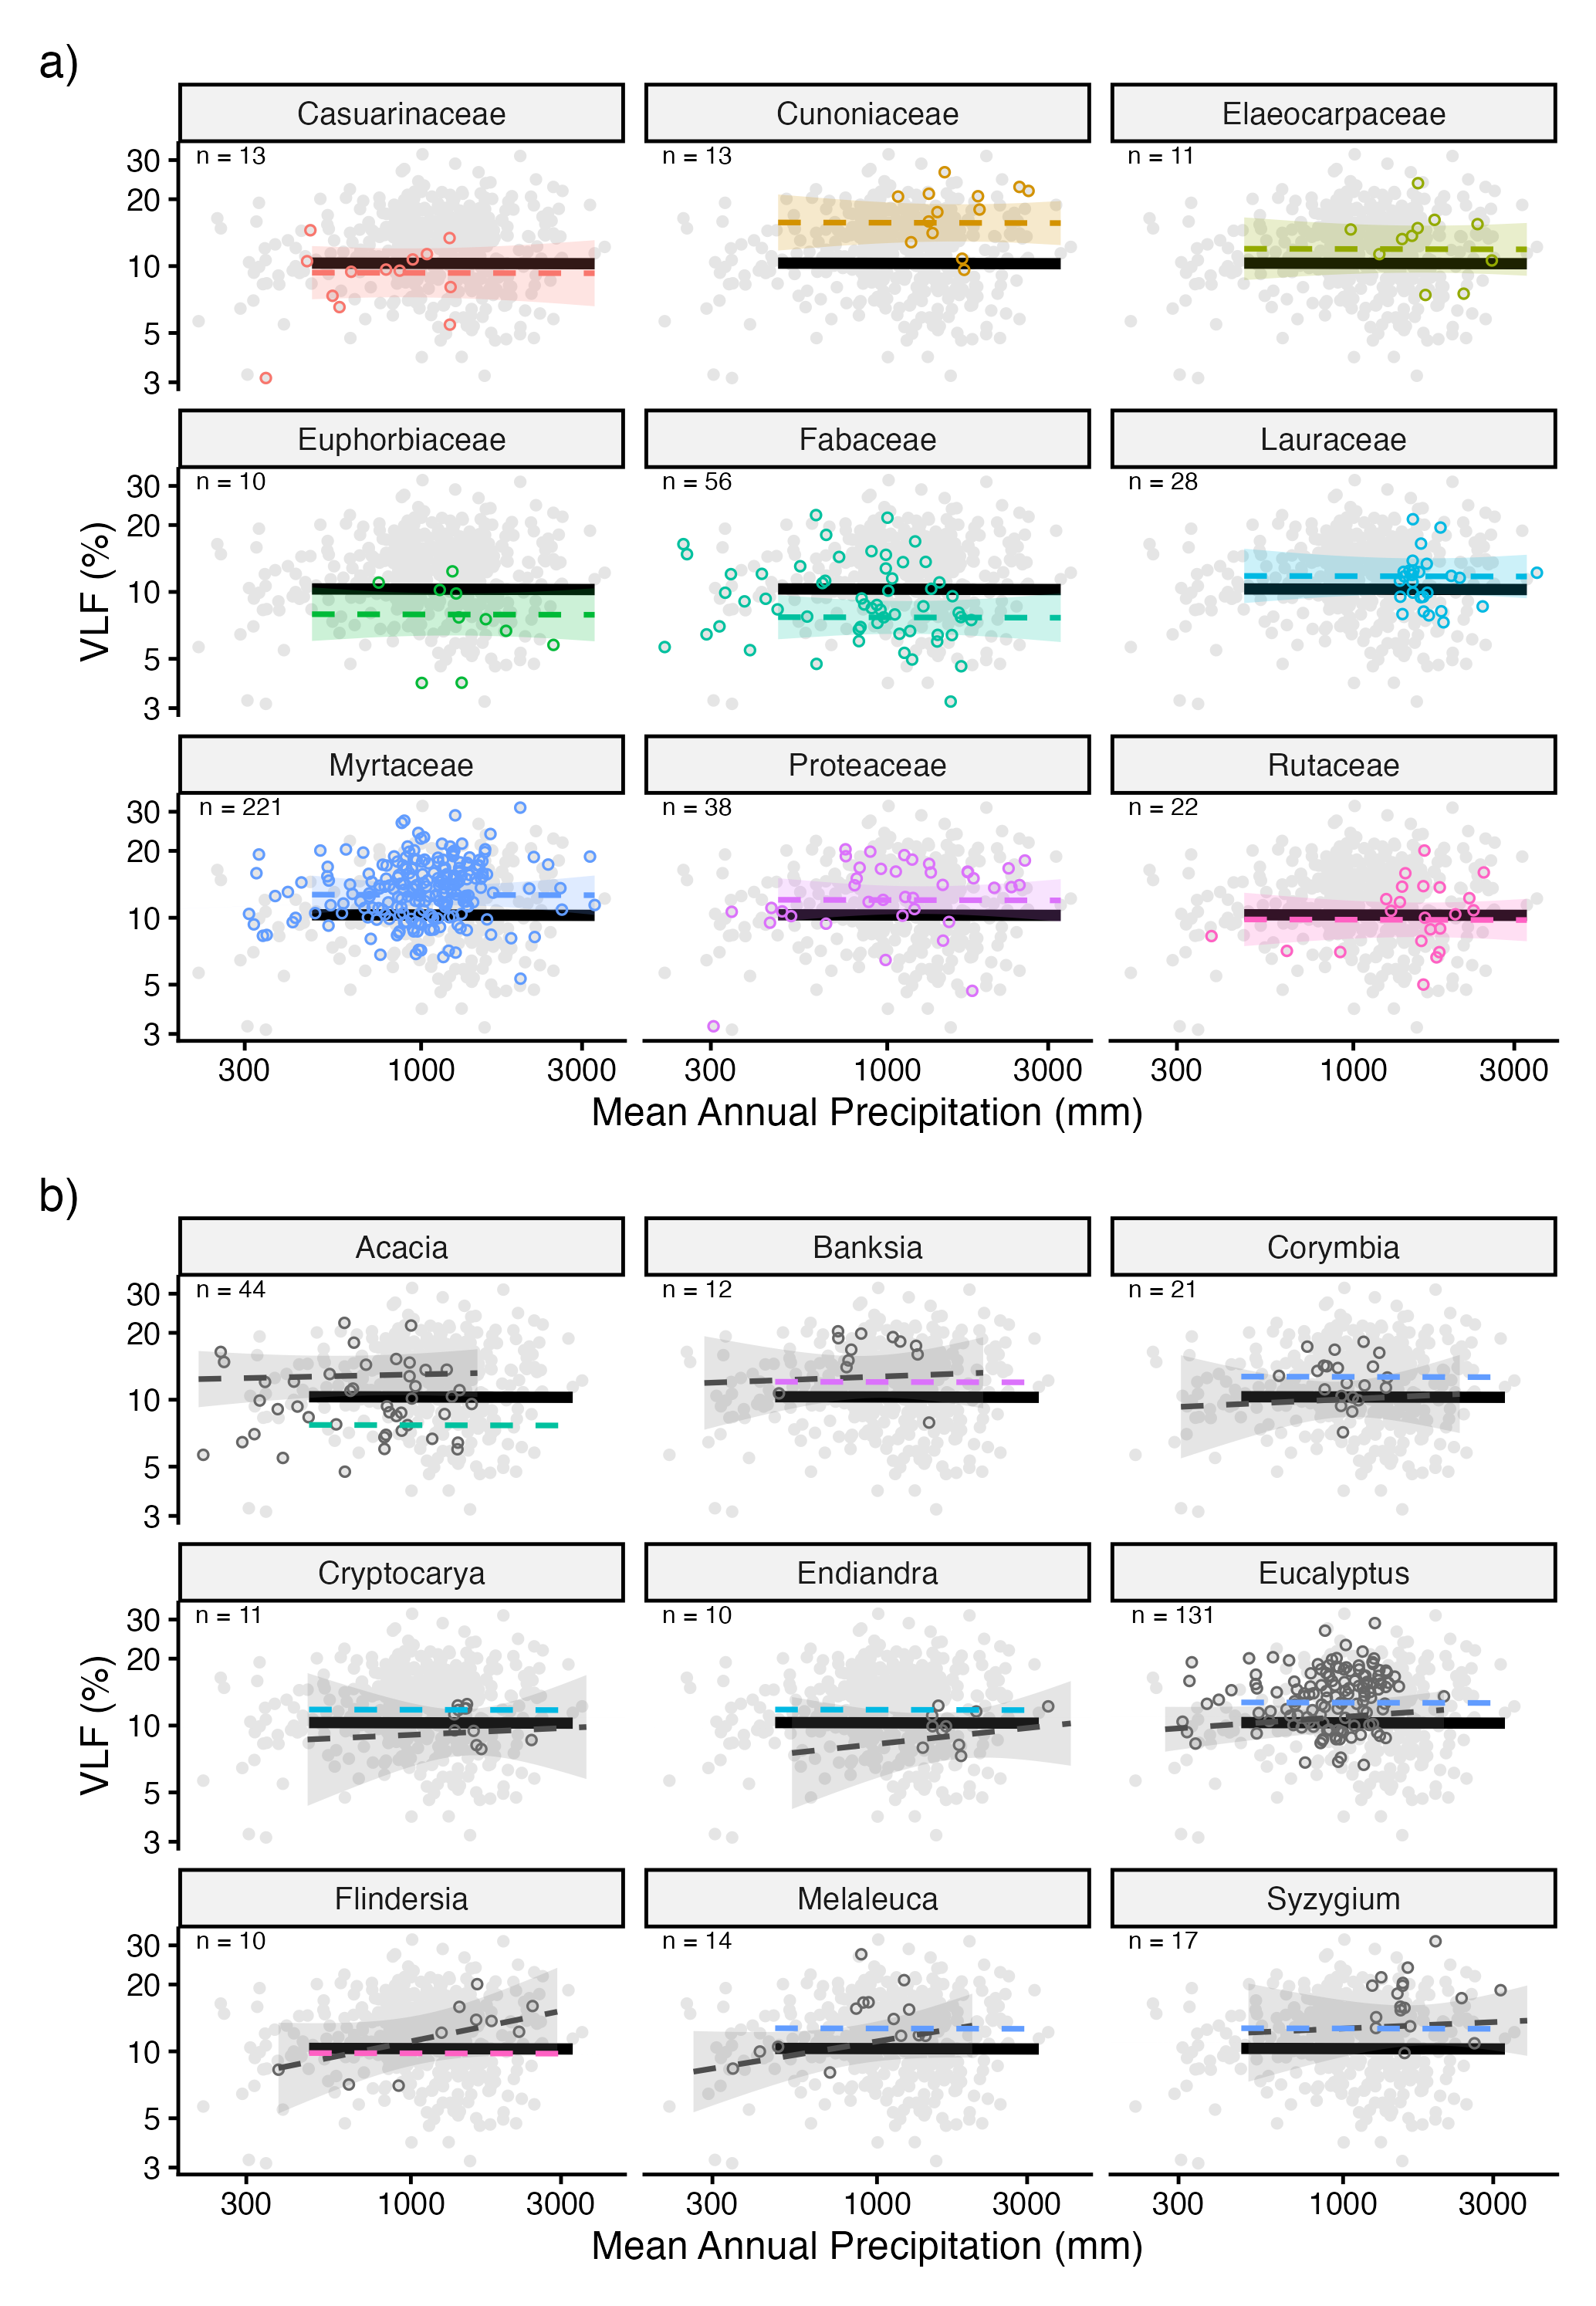 a)
Casuarinaceae
Cunoniaceae
Elaeocarpaceae
n = 13
n = 13
n = 11
30
20
10
5
3
Euphorbiaceae
Fabaceae
Lauraceae
n = 10
n = 56
n = 28
30
20
10
5
3
VLF (%)
Myrtaceae
Proteaceae
Rutaceae
n = 221
n = 38
n = 22
30
20
10
5
3
300 1000 3000
300 1000 3000
300 1000 3000
Mean Annual Precipitation (mm)
b)
Acacia
Banksia
Corymbia
n = 44
n = 12
n = 21
30
20
10
5
3
Cryptocarya
Endiandra
Eucalyptus
n = 11
n = 10
n = 131
30
20
10
5
3
VLF (%)
Flindersia
Melaleuca
Syzygium
n = 10
n = 14
n = 17
30
20
10
5
3
300 1000 3000
300 1000 3000
300 1000 3000
Mean Annual Precipitation (mm)